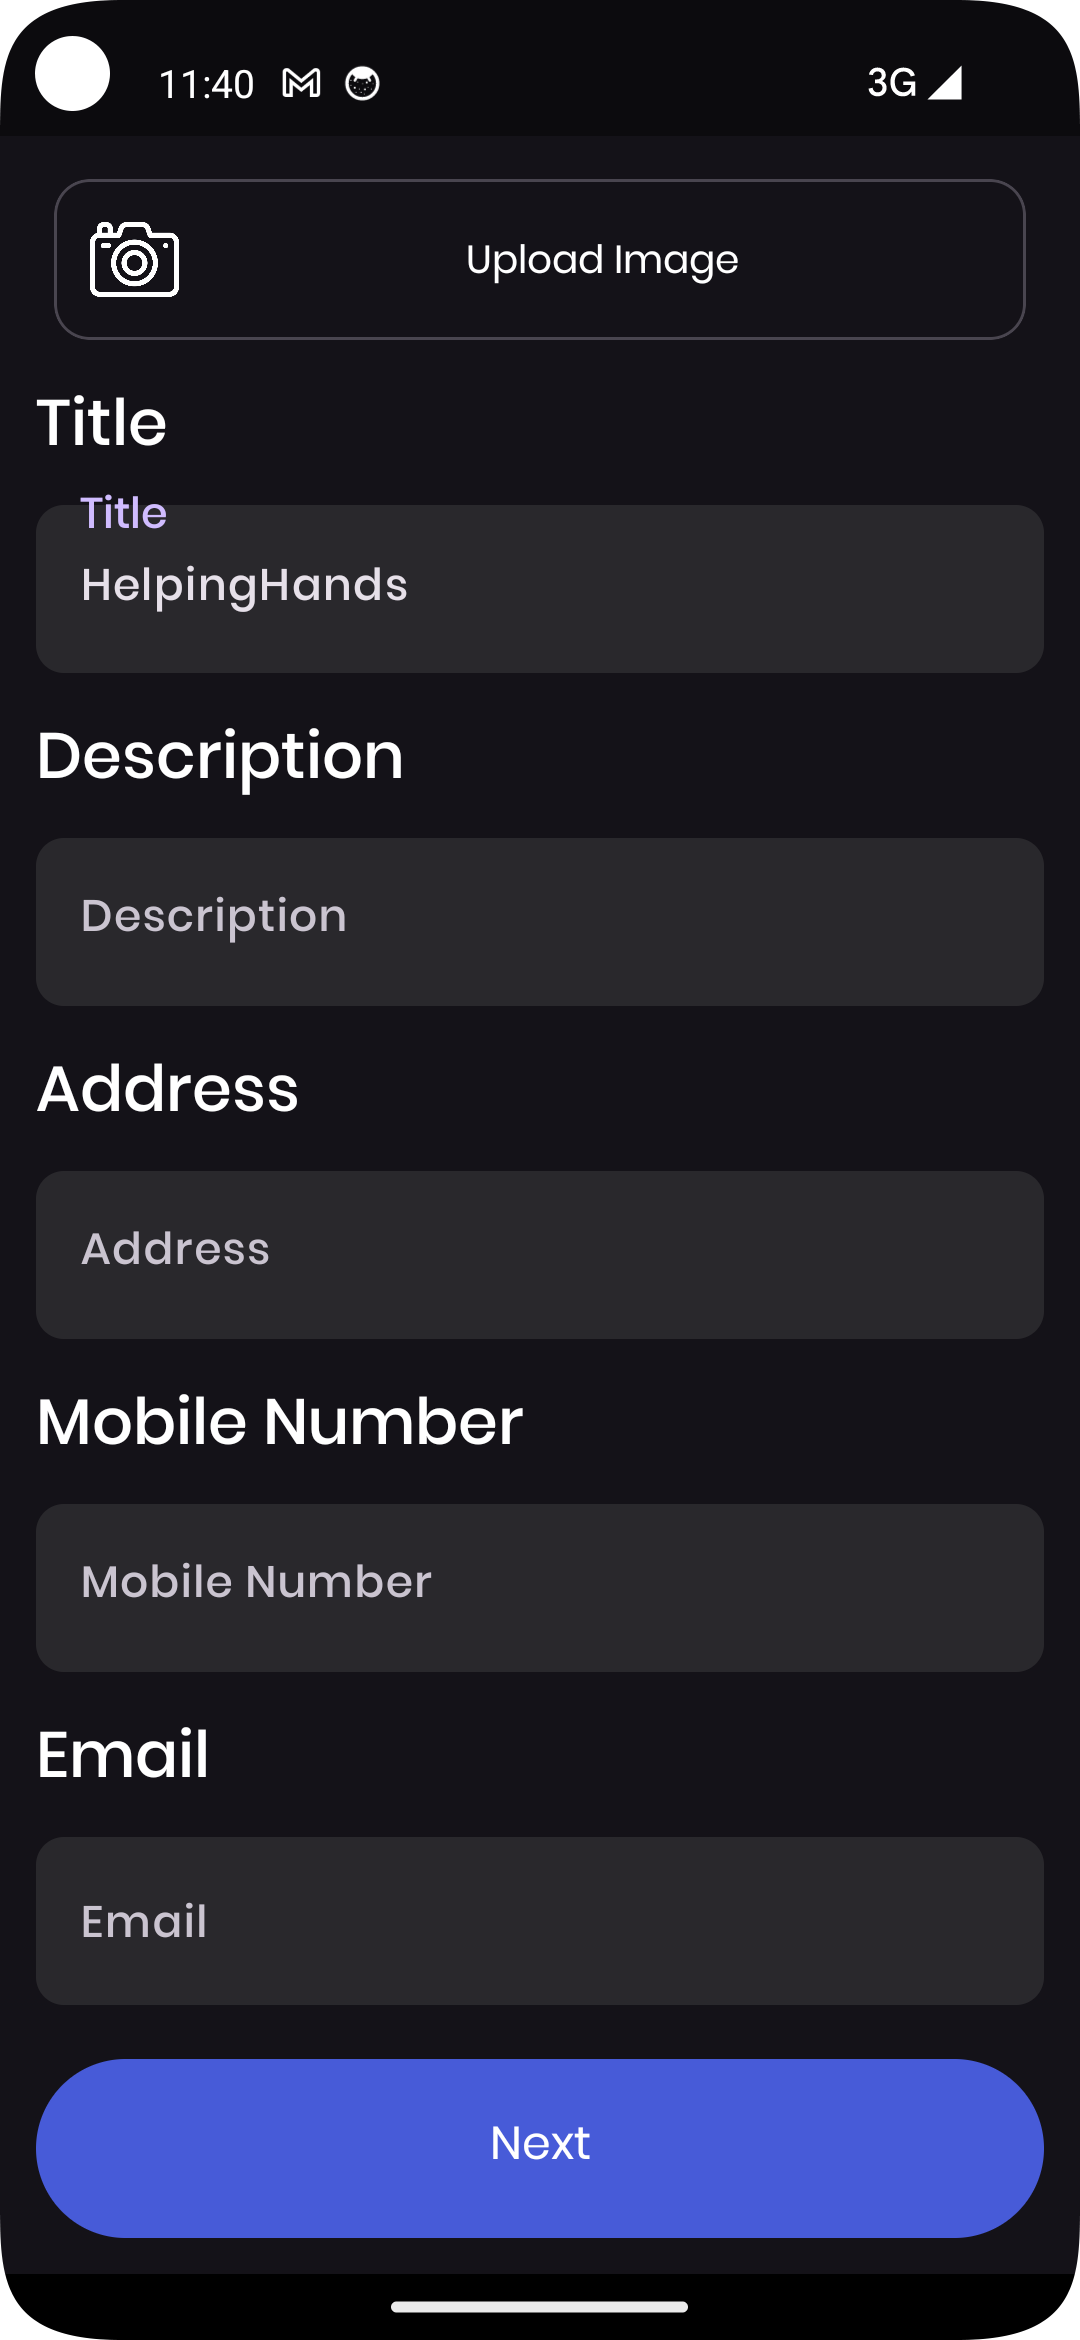 11:40
3G
Upload Image
Title
Title
HelpingHands
Description
Description
Address
Address
Mobile Number
Mobile Number
Email
Email
Next